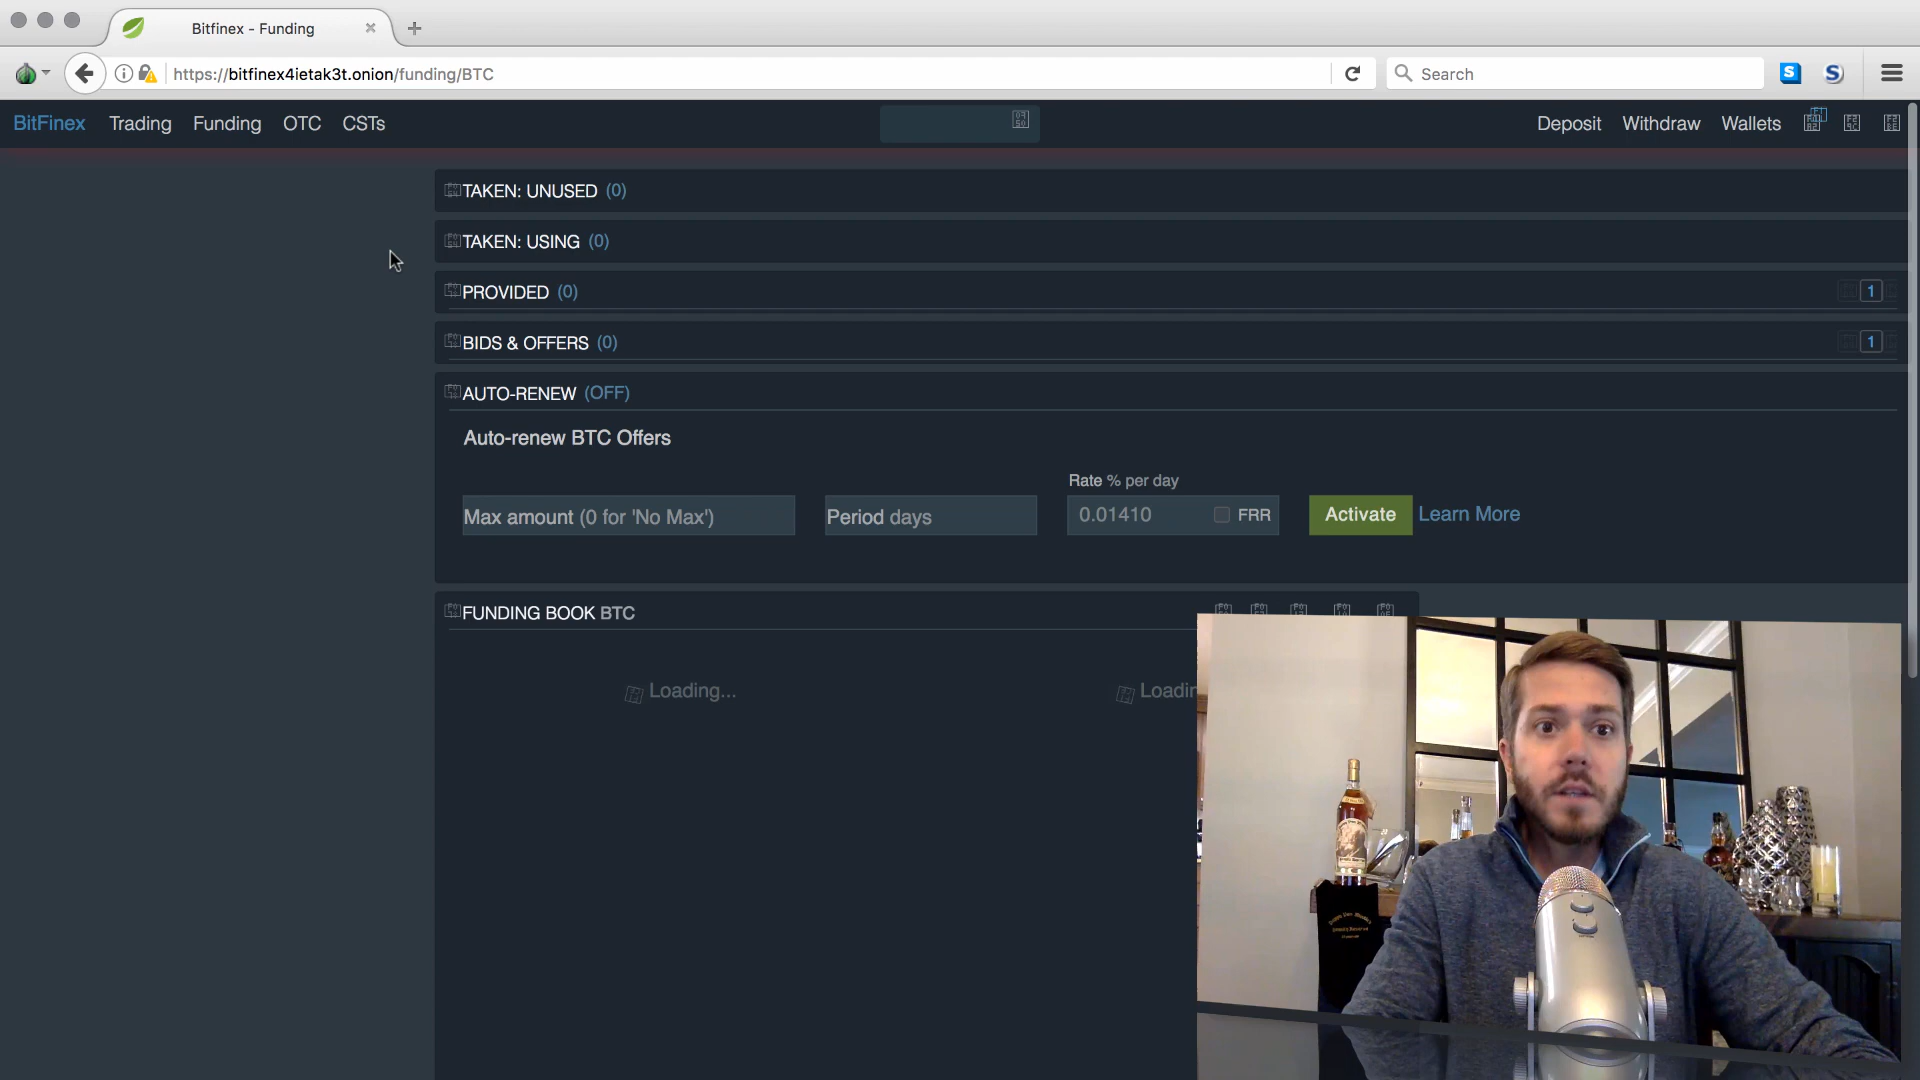 Bitfinex - Funding
https://bitfinex4ietak3t.onion/funding/BTC
Search
BitFinex Trading Funding OTC CSTs
Deposit Withdraw Wallets
TAKEN: UNUSED (0)
TAKEN: USING (0)
PROVIDED (0)
1
BIDS & OFFERS (0)
1
AUTO-RENEW (OFF)
Auto-renew BTC Offers
Rate % per day
Max amount (0 for 'No Max')
Period days
0.01410
FRR
Activate
Learn More
FUNDING BOOK BTC
Loading...
Loadin